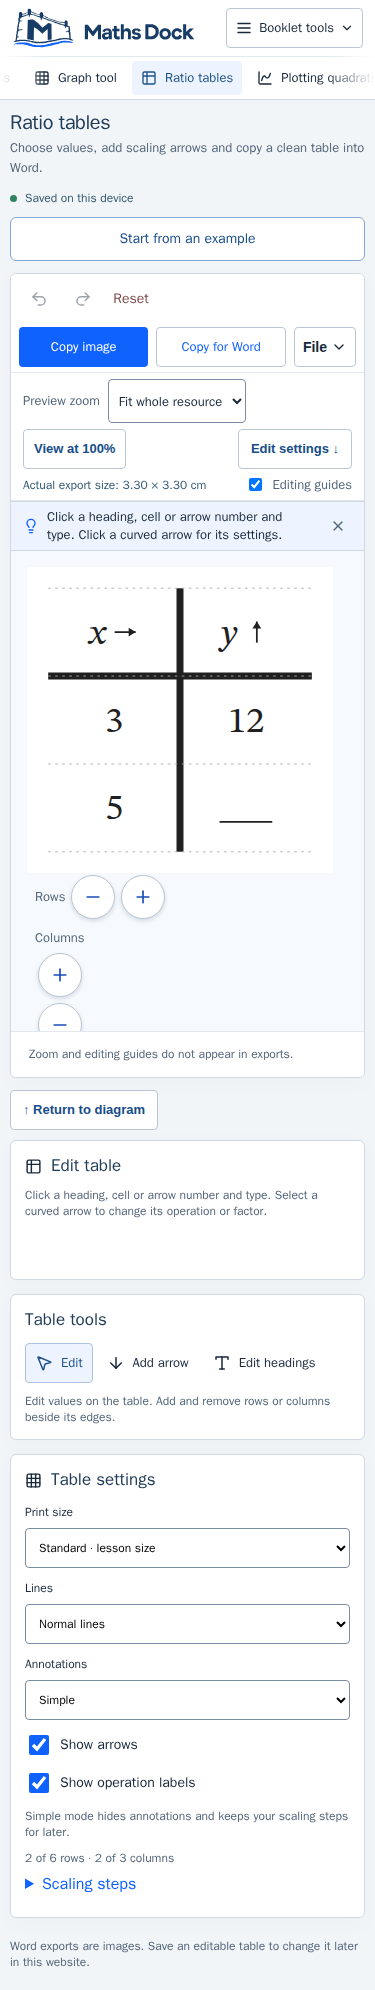 Maths Dock
Booklet tools
s
Graph tool
Ratio tables
Plotting quadrat
Ratio tables
Choose values, add scaling arrows and copy a clean table into
Word.
Saved on this device
Start from an example
Reset
Copy image
Copy for Word
File
Preview zoom
Fit whole resource
View at 100%
Edit settings ↓
Actual export size: 3.30 × 3.30 cm
Editing guides
Click a heading, cell or arrow number and
type. Click a curved arrow for its settings.
x →
y ↑
3
12
5
Rows
Columns
Zoom and editing guides do not appear in exports.
↑ Return to diagram
Edit table
Click a heading, cell or arrow number and type. Select a
curved arrow to change its operation or factor.
Table tools
Edit
Add arrow
Edit headings
Edit values on the table. Add and remove rows or columns
beside its edges.
Table settings
Print size
Standard · lesson size
Lines
Normal lines
Annotations
Simple
Show arrows
Show operation labels
Simple mode hides annotations and keeps your scaling steps
for later.
2 of 6 rows · 2 of 3 columns
Scaling steps
Word exports are images. Save an editable table to change it later
in this website.